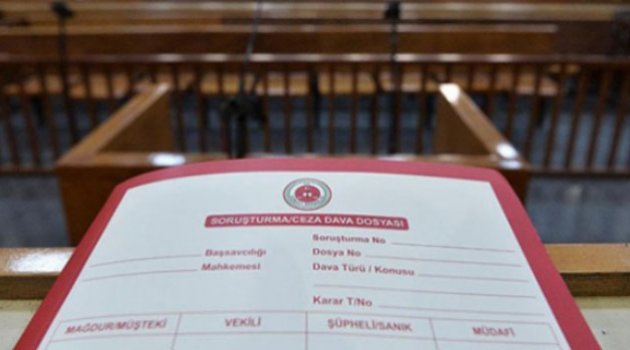 SORUŞTURMA/CEZA DAVA DOSYASI
Başsavcılığı
Mahkemesi
Soruşturma No
Dosya No
Dava Türü / Konusu
Karar T/No
MAĞDUR/MÜŞTEKİ VEKİLİ ŞÜPHELİ/SANIK MÜDAFİ